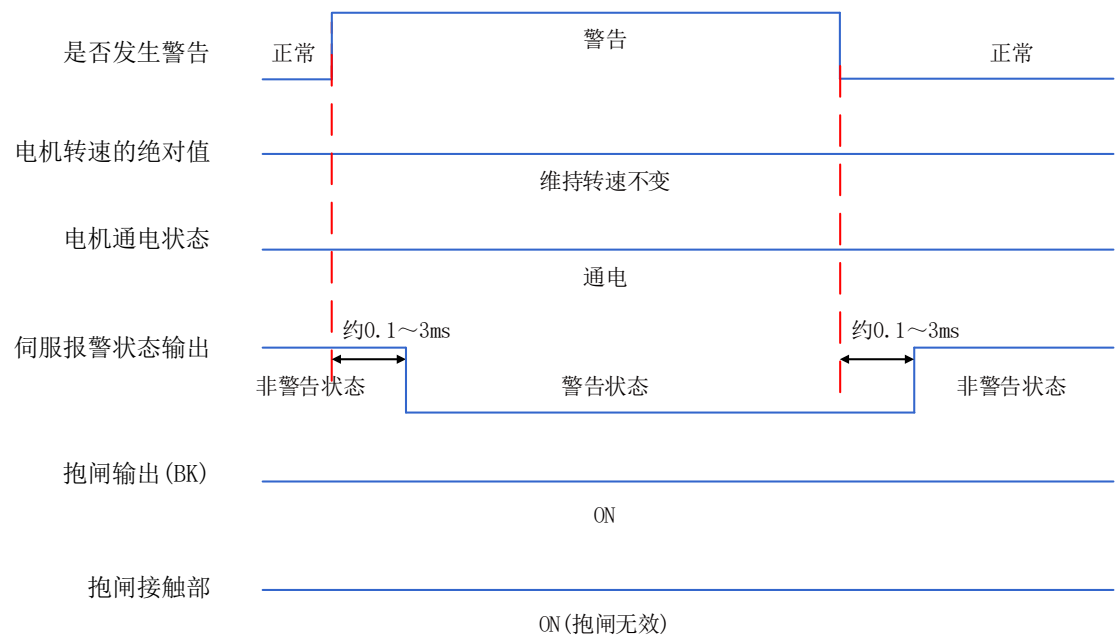 是否发生警告
正常
警告
正常
电机转速的绝对值
维持转速不变
电机通电状态
通电
伺服报警状态输出
约0.1～3ms
约0.1～3ms
非警告状态
警告状态
非警告状态
抱闸输出(BK)
ON
抱闸接触部
ON(抱闸无效)